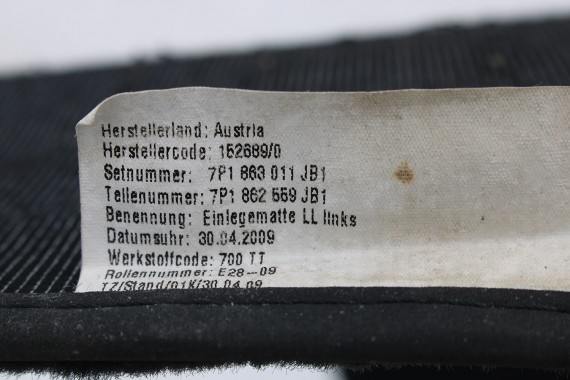 Herstellerland: Austria
Herstellercode: 152689/0
Setnummer: 7P1 863 011 JB1
Teilenummer: 7P1 862 559 JB1
Benennung: Einlegematte LL links
Datumsuhr: 30.04.2009
Werkstoffcode: 700 TT
Rollennummer: E28-09
TZ/Stand/01K/30.04.09